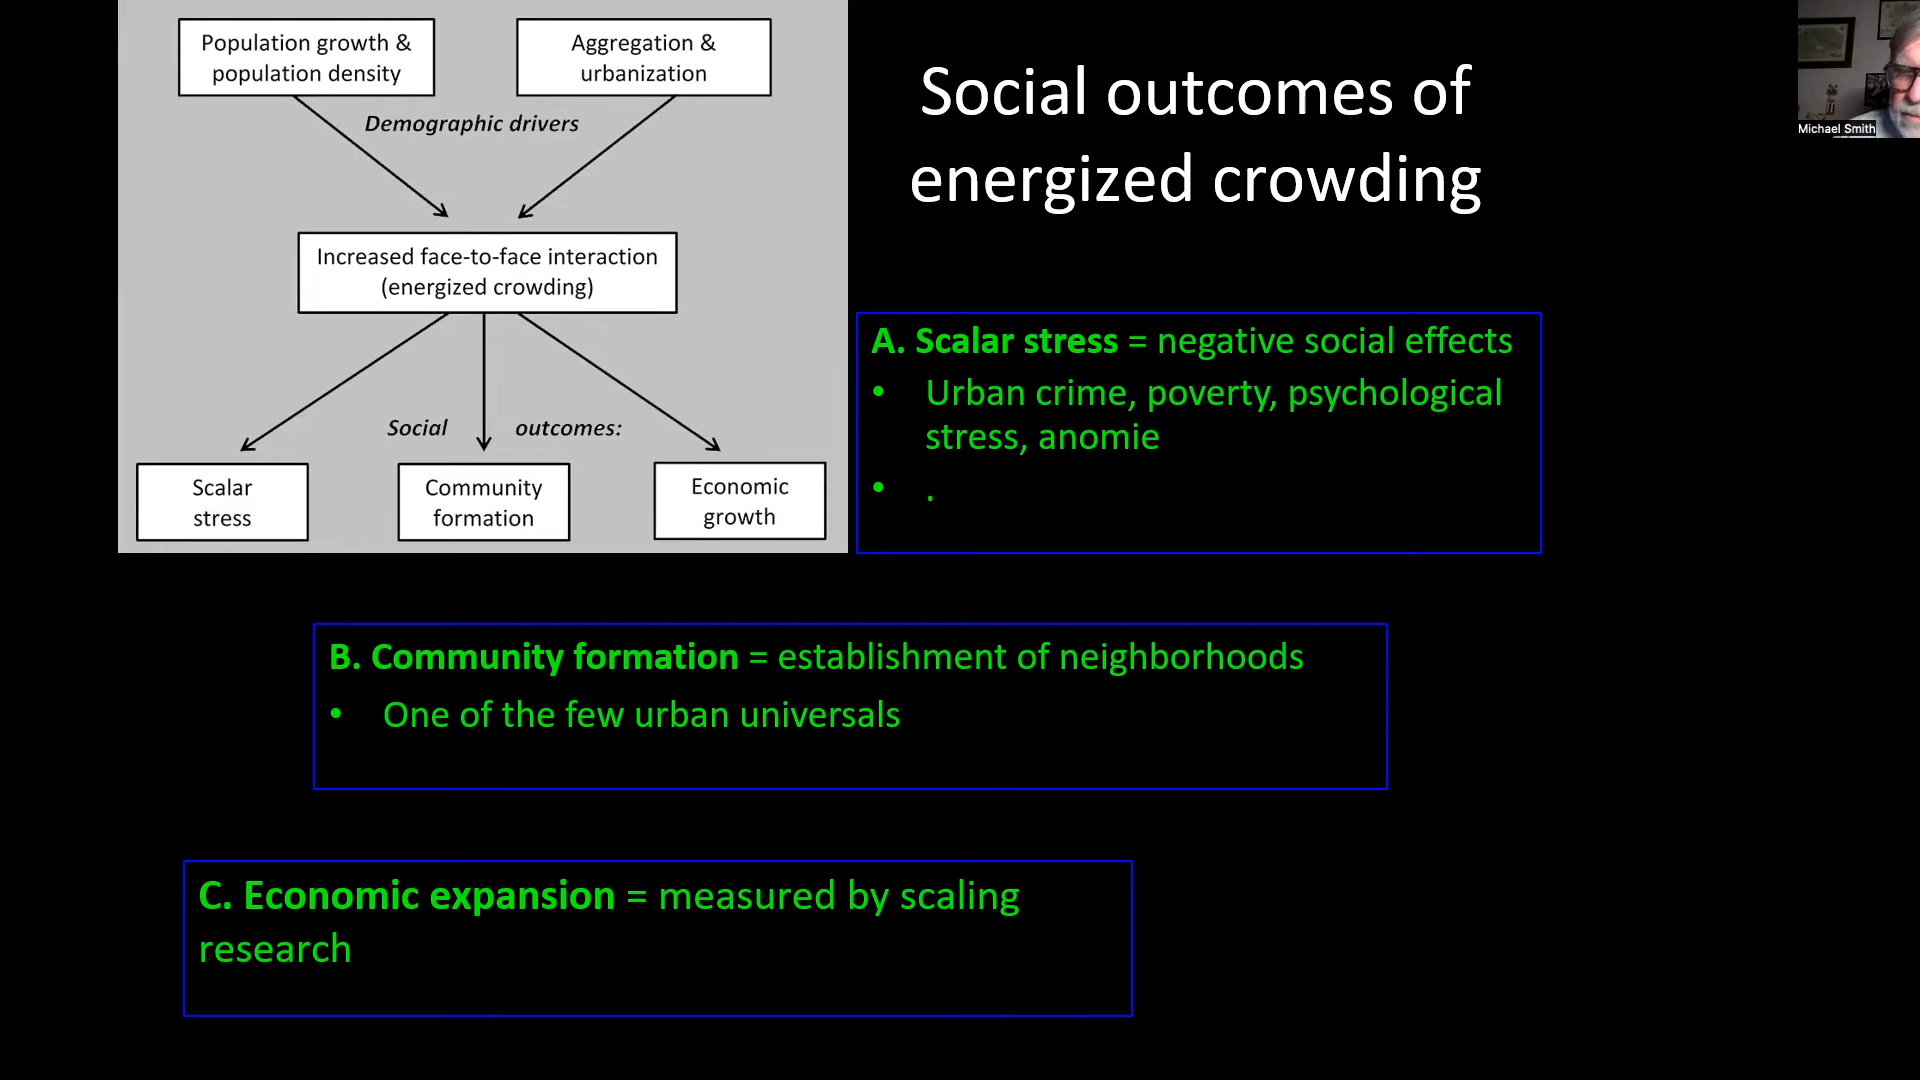 Population growth &
population density
Aggregation &
urbanization
Demographic drivers
Increased face-to-face interaction
(energized crowding)
Social outcomes:
Scalar
stress
Community
formation
Economic
growth
Social outcomes of
energized crowding
Michael Smith
A. Scalar stress = negative social effects
• Urban crime, poverty, psychological
stress, anomie
• .
B. Community formation = establishment of neighborhoods
• One of the few urban universals
C. Economic expansion = measured by scaling
research